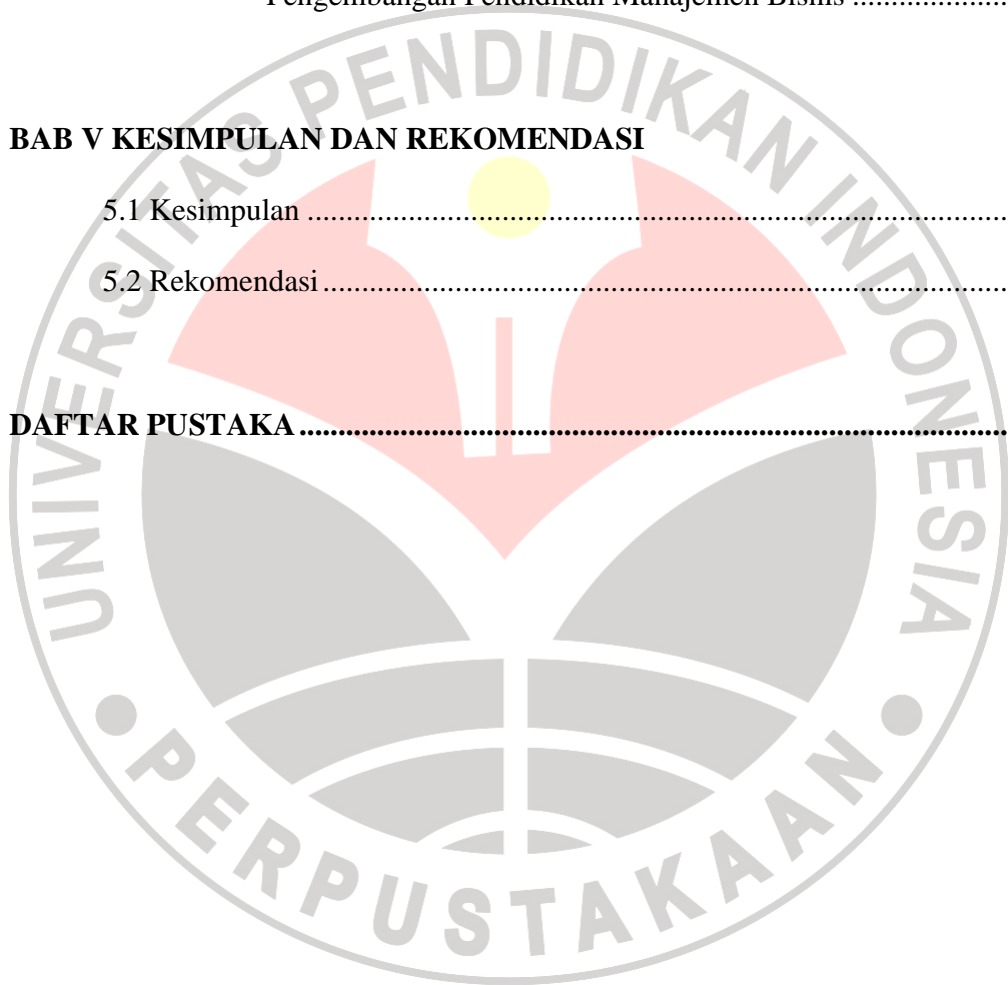 Pengembangan Pendidikan Manajemen Bisnis ....................
BAB V KESIMPULAN DAN REKOMENDASI
5.1 Kesimpulan ..........................................................................................
5.2 Rekomendasi ........................................................................................
DAFTAR PUSTAKA ...........................................................................................
UNIVERSITAS PENDIDIKAN INDONESIA
PERPUSTAKAAN